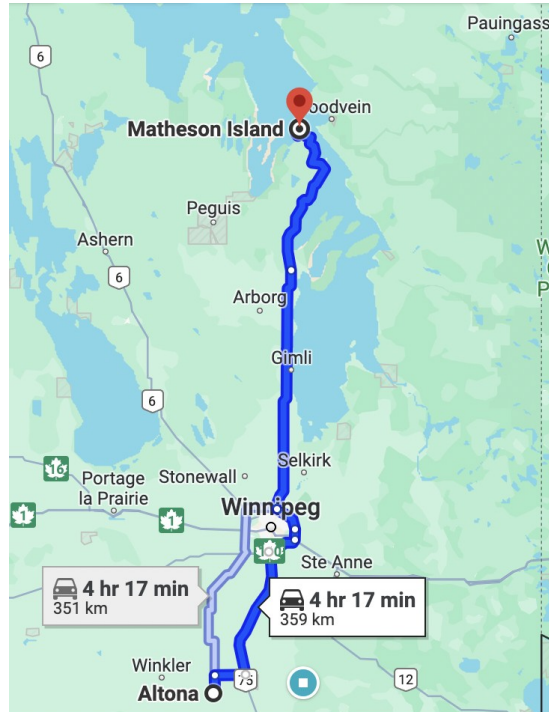 Pauingass
6
oodvein
Matheson Island
Peguis
Ashern
6
W
Arborg
P
Gimli
6
Selkirk
16
Stonewall
Portage
la Prairie
Winnipeg
1
1
Ste Anne
4 hr 17 min
351 km
4 hr 17 min
359 km
Winkler
75
12
Altona